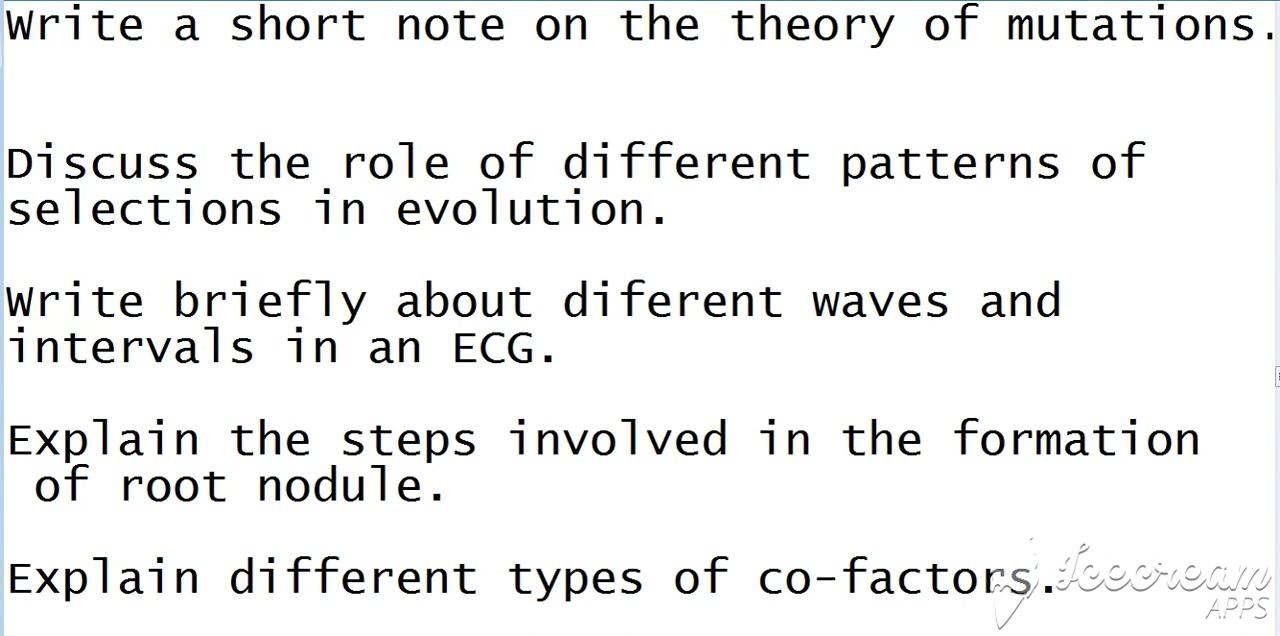 Write a short note on the theory of mutations.
Discuss the role of different patterns of
selections in evolution.
Write briefly about diferent waves and
intervals in an ECG.
Explain the steps involved in the formation
of root nodule.
Explain different types of co-factors.
Icecream
APPS